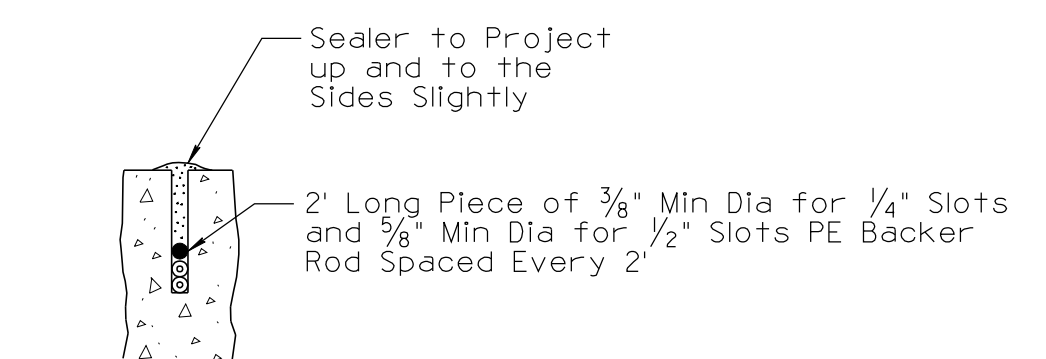 Sealer to Project
up and to the
Sides Slightly
2' Long Piece of 3/8" Min Dia for 1/4" Slots
and 5/8" Min Dia for 1/2" Slots PE Backer
Rod Spaced Every 2'